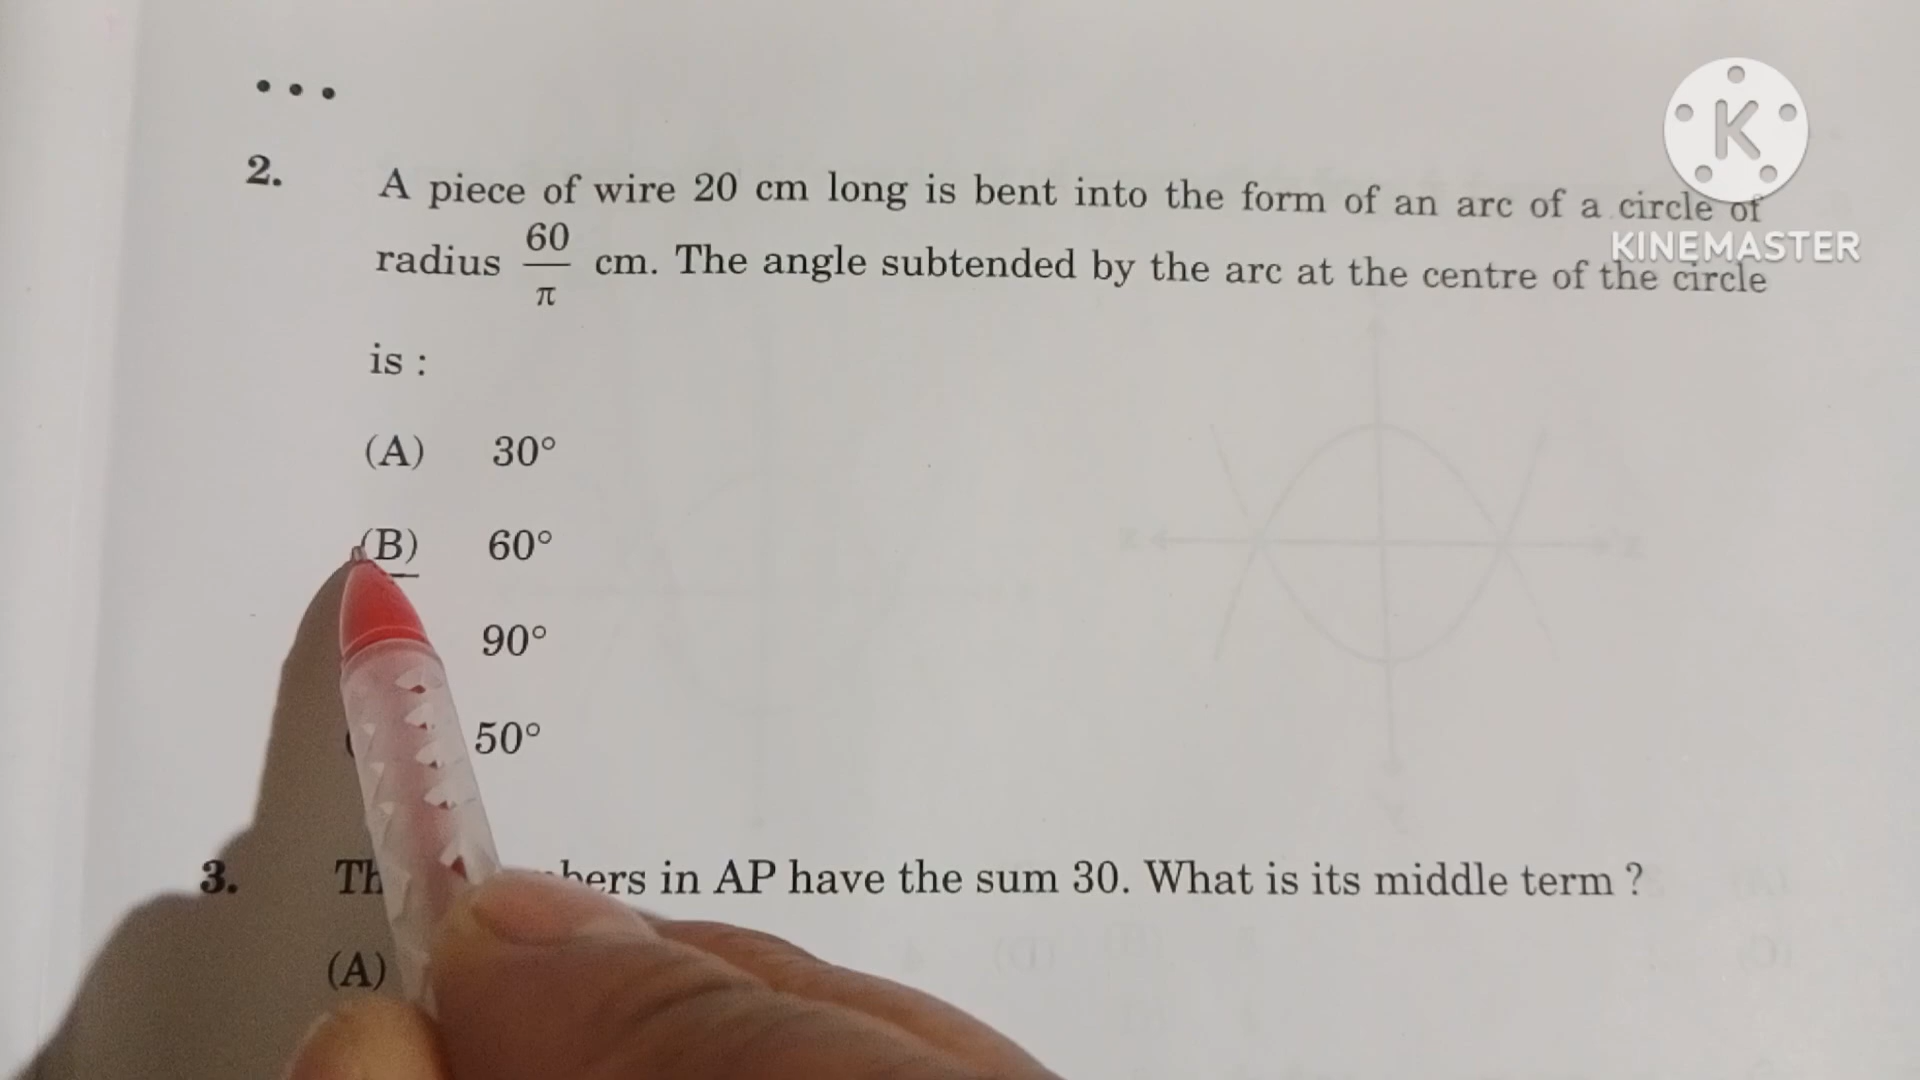 • • •
2. A piece of wire 20 cm long is bent into the form of an arc of a circle of
radius 60/π cm. The angle subtended by the arc at the centre of the circle
is :
(A) 30°
(B) 60°
90°
50°
3. in AP have the sum 30. What is its middle term ?
(A)
K
KINEMASTER